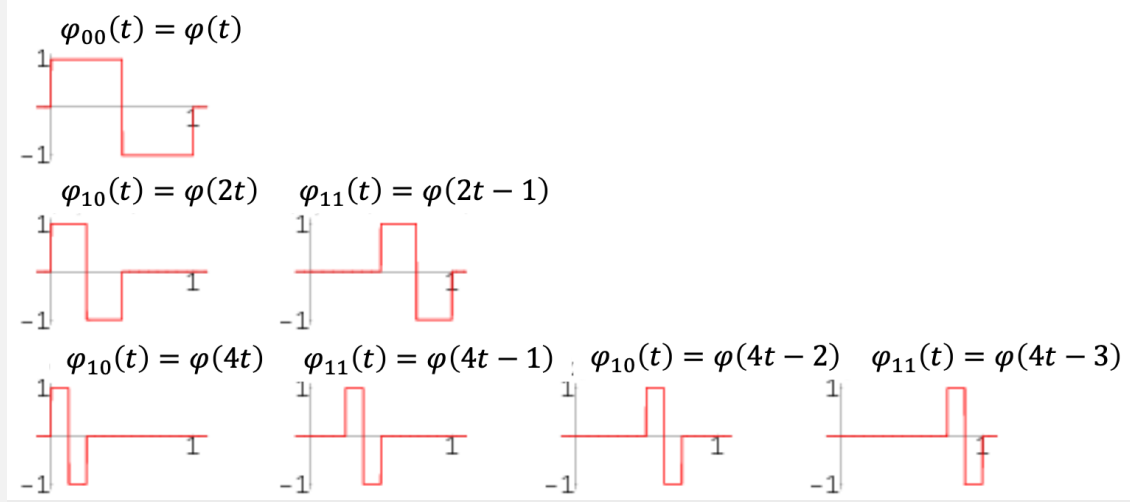 φ₀₀(t) = φ(t)
1
1
-1
φ₁₀(t) = φ(2t) φ₁₁(t) = φ(2t − 1)
1 1
1 1
-1 -1
φ₁₀(t) = φ(4t) φ₁₁(t) = φ(4t − 1) φ₁₀(t) = φ(4t − 2) φ₁₁(t) = φ(4t − 3)
1 1 1 1
1 1 1 1
-1 -1 -1 -1